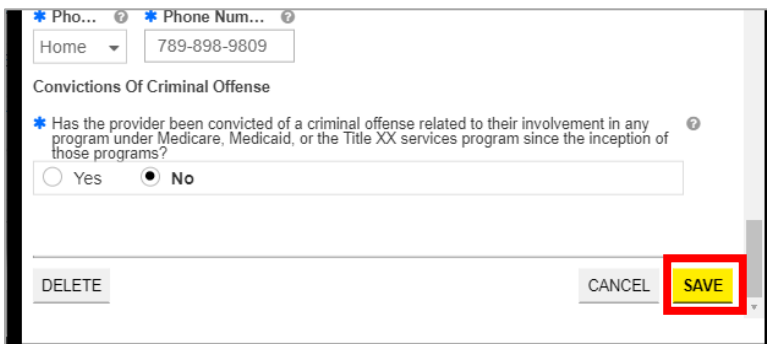 * Pho... ? * Phone Num... ?
Home 789-898-9809
Convictions Of Criminal Offense
* Has the provider been convicted of a criminal offense related to their involvement in any ?
program under Medicare, Medicaid, or the Title XX services program since the inception of
those programs?
Yes No
DELETE CANCEL SAVE